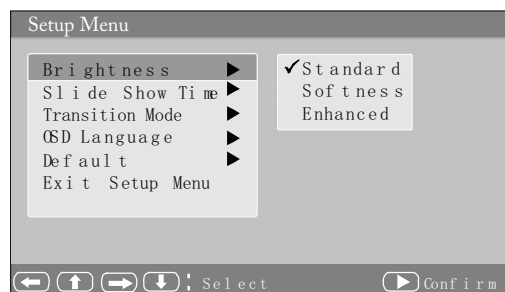 Setup Menu
Brightness
Slide Show Time
Transition Mode
OSD Language
Default
Exit Setup Menu
✓Standard
Softness
Enhanced
: Select
Confirm